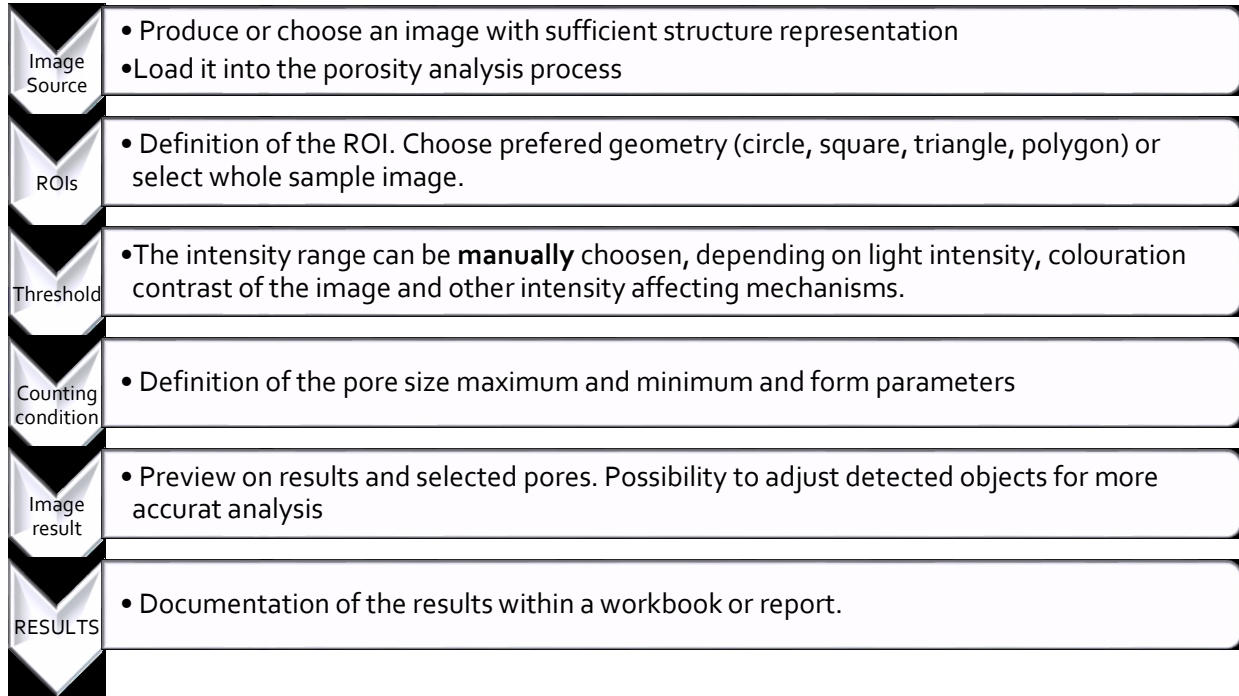 Image
Source
• Produce or choose an image with sufficient structure representation
•Load it into the porosity analysis process
ROIs
• Definition of the ROI. Choose prefered geometry (circle, square, triangle, polygon) or
select whole sample image.
Threshold
•The intensity range can be manually choosen, depending on light intensity, colouration
contrast of the image and other intensity affecting mechanisms.
Counting
condition
• Definition of the pore size maximum and minimum and form parameters
Image
result
• Preview on results and selected pores. Possibility to adjust detected objects for more
accurat analysis
RESULTS
• Documentation of the results within a workbook or report.